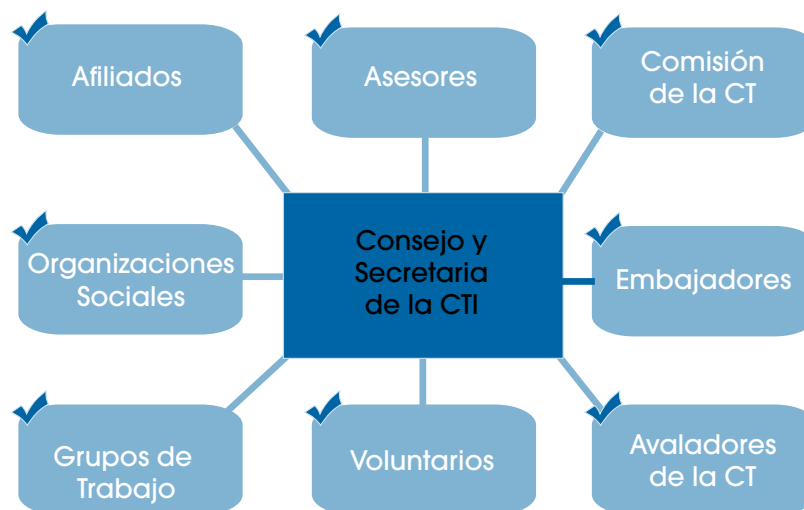 Afiliados
Asesores
Comisión
de la CT
Organizaciones
Sociales
Consejo y
Secretaria
de la CTI
Embajadores
Grupos de
Trabajo
Voluntarios
Avaladores
de la CT